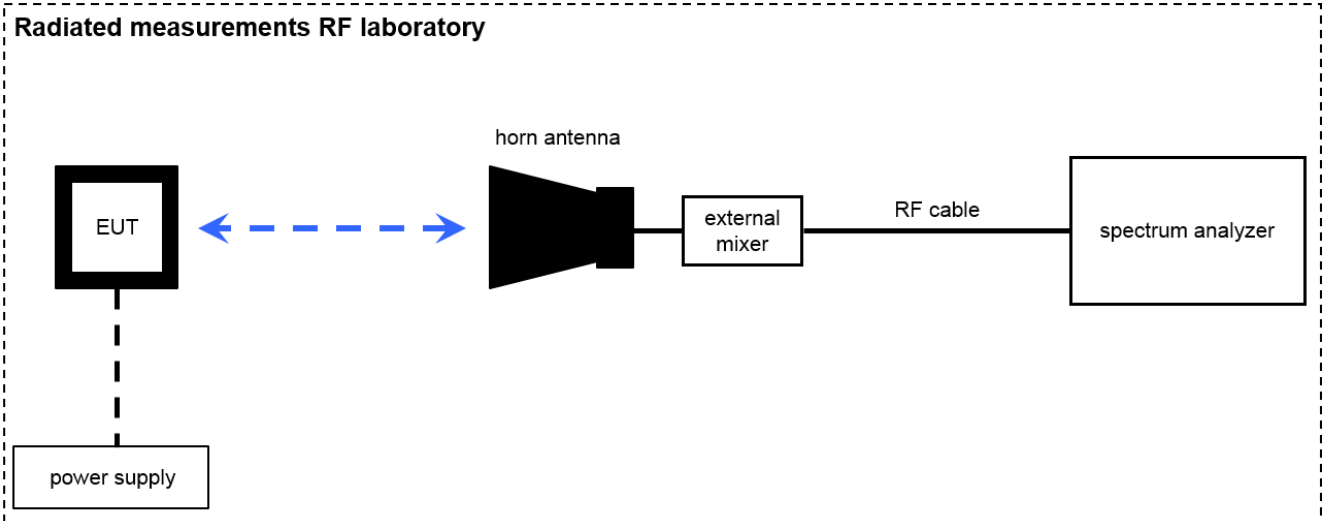 Radiated measurements RF laboratory
horn antenna
EUT
external
mixer
RF cable
spectrum analyzer
power supply